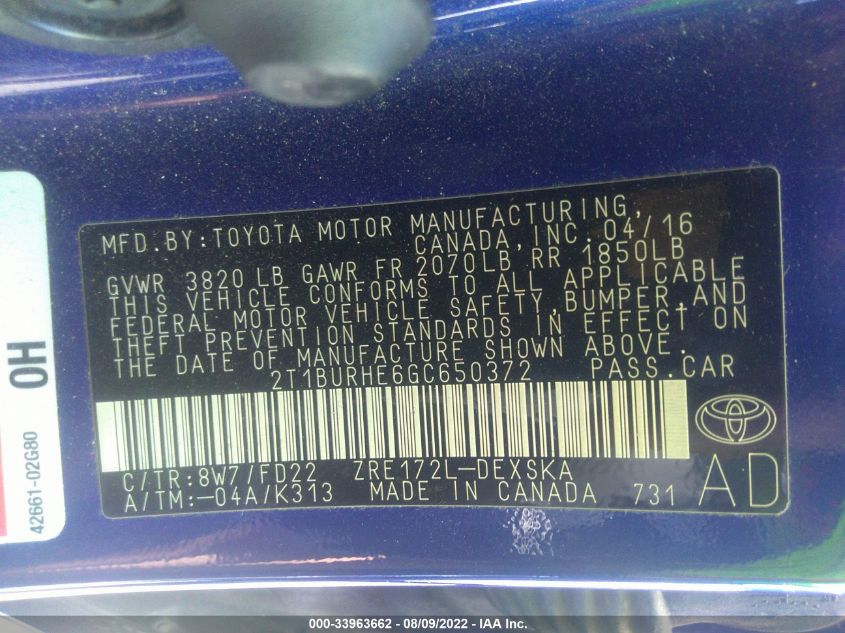 MFD.BY:TOYOTA MOTOR MANUFACTURING,
CANADA,INC. 04/16
GVWR 3820 LB GAWR FR 2070LB RR 1850LB
THIS VEHICLE CONFORMS TO ALL APPLICABLE
FEDERAL MOTOR VEHICLE SAFETY,BUMPER,AND
THEFT PREVENTION STANDARDS IN EFFECT ON
THE DATE OF MANUFACTURE SHOWN ABOVE.
2T1BURHE6GC650372 PASS.CAR
C/TR:8W7/FD22 ZRE172L-DEXSKA
A/TM:-04A/K313 MADE IN CANADA 731
AD
OH
42661-02G80
000-33963662 - 08/09/2022 - IAA Inc.